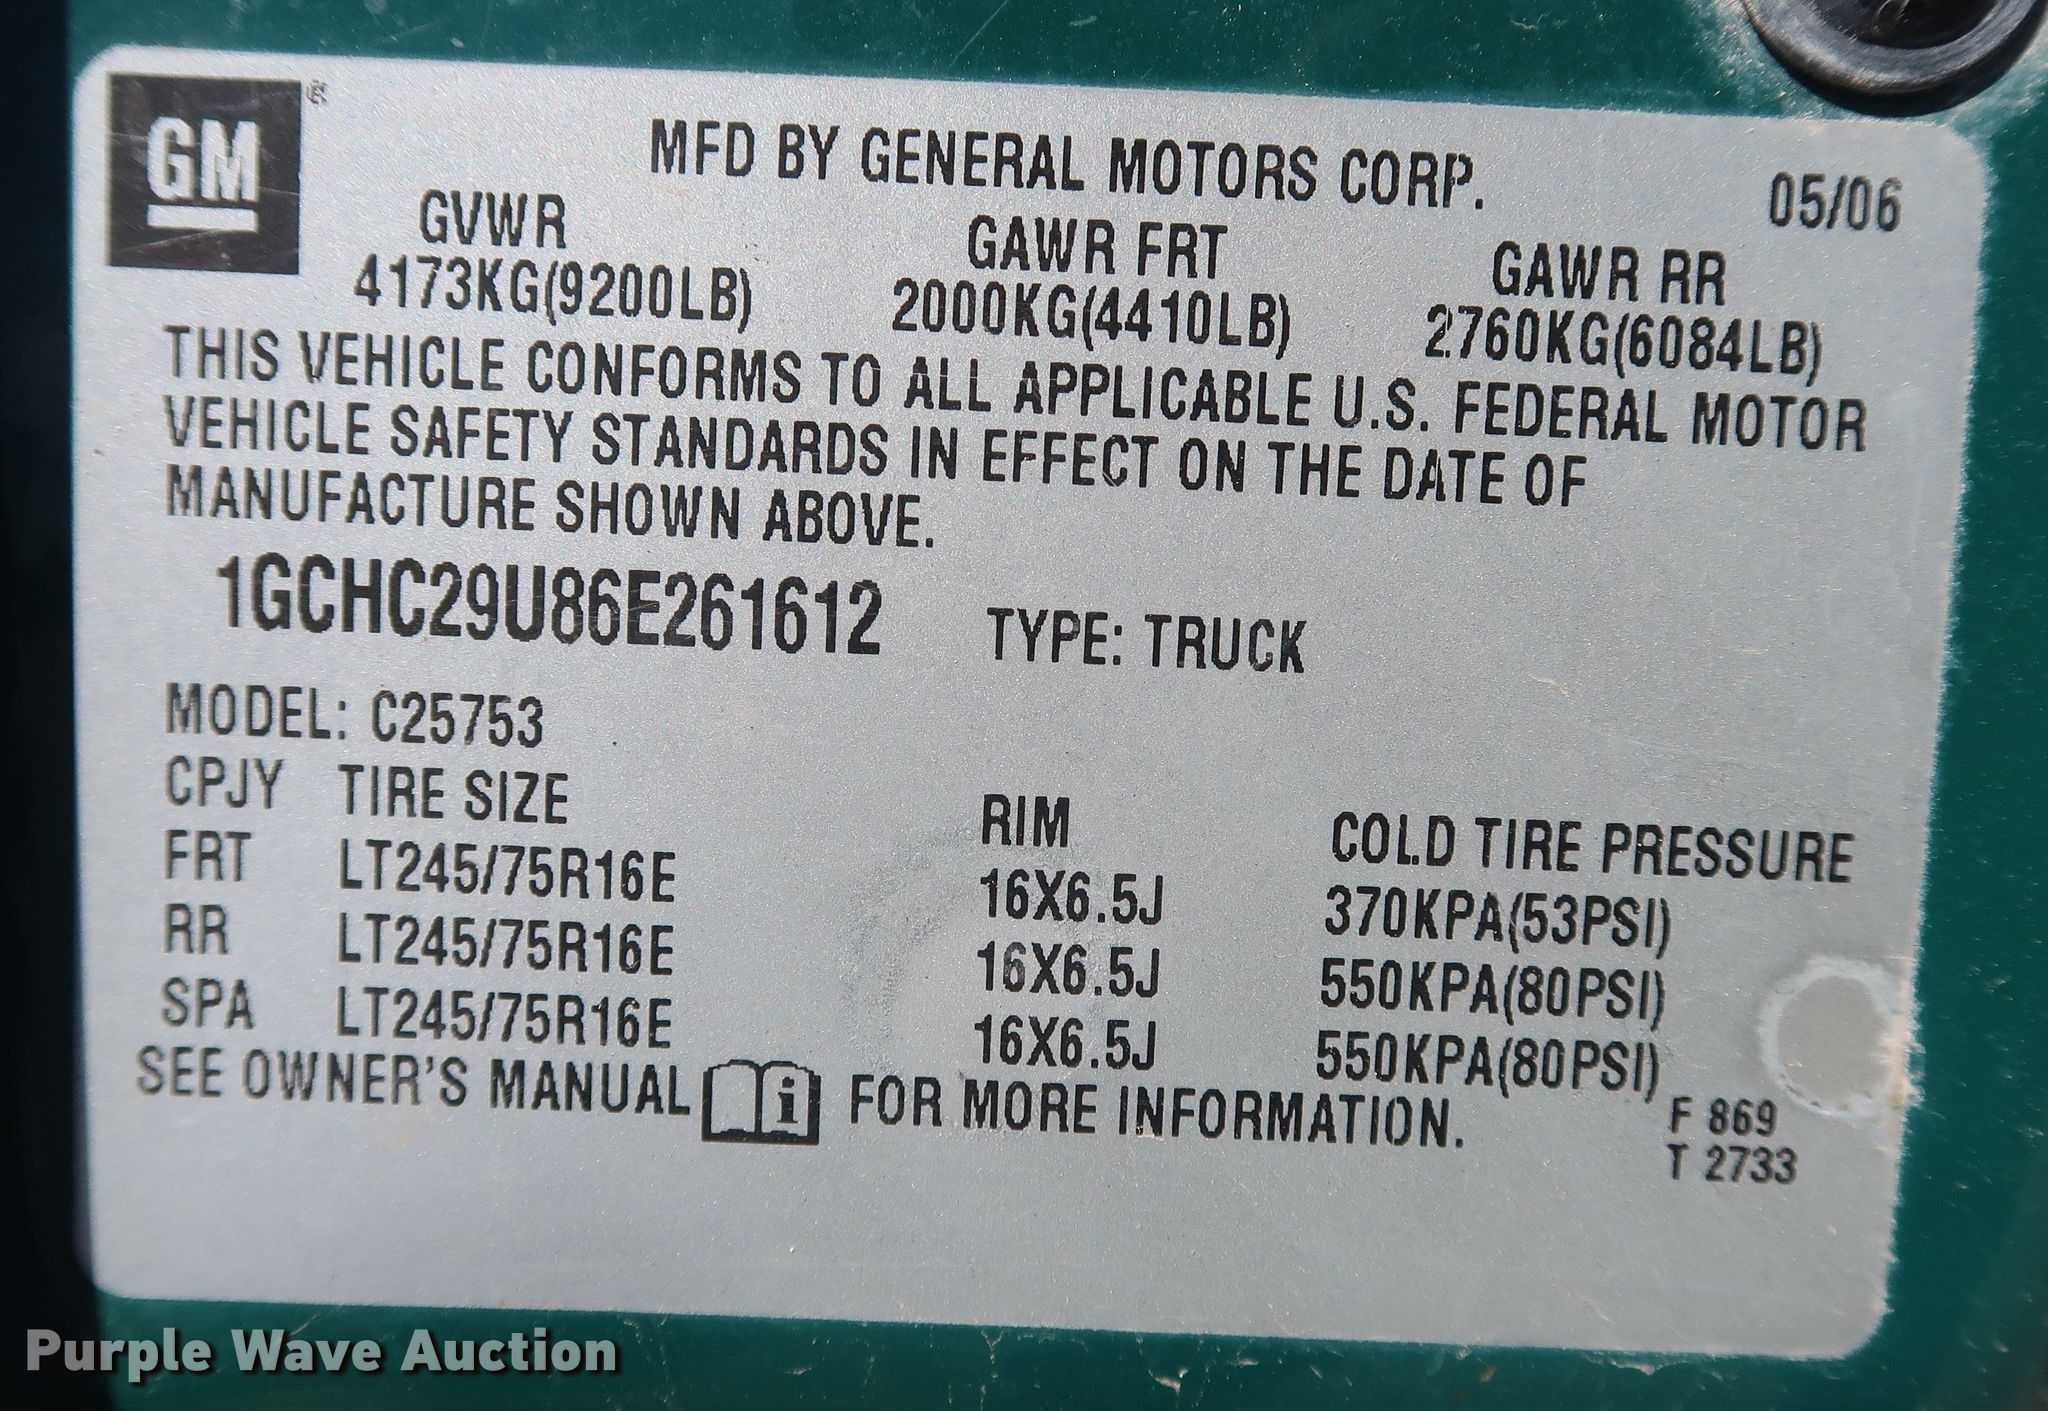 GM
MFD BY GENERAL MOTORS CORP.
05/06
GVWR GAWR FRT GAWR RR
4173KG(9200LB) 2000KG(4410LB) 2760KG(6084LB)
THIS VEHICLE CONFORMS TO ALL APPLICABLE U.S. FEDERAL MOTOR
VEHICLE SAFETY STANDARDS IN EFFECT ON THE DATE OF
MANUFACTURE SHOWN ABOVE.
1GCHC29U86E261612 TYPE: TRUCK
MODEL: C25753
CPJY TIRE SIZE RIM COLD TIRE PRESSURE
FRT LT245/75R16E 16X6.5J 370KPA(53PSI)
RR LT245/75R16E 16X6.5J 550KPA(80PSI)
SPA LT245/75R16E 16X6.5J 550KPA(80PSI)
SEE OWNER'S MANUAL i FOR MORE INFORMATION.
F 869
T 2733
Purple Wave Auction